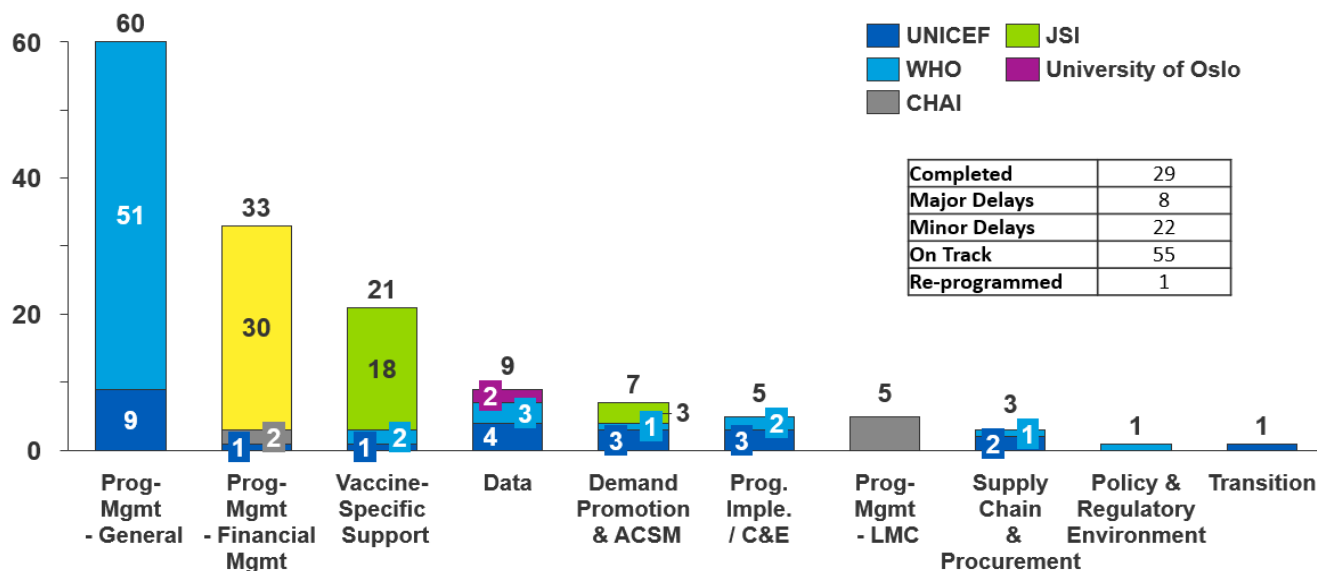 60
40
20
0
60
51
9
33
30
2
1
21
18
2
1
9
2
3
4
7
3
1
3
5
2
3
5
3
1
2
1
1
UNICEF
JSI
WHO
University of Oslo
CHAI
Completed 29
Major Delays 8
Minor Delays 22
On Track 55
Re-programmed 1
Prog-
Mgmt
- General
Prog-
Mgmt
- Financial
Mgmt
Vaccine-
Specific
Support
Data
Demand
Promotion
& ACSM
Prog.
Imple.
/ C&E
Prog-
Mgmt
- LMC
Supply
Chain
&
Procurement
Policy &
Regulatory
Environment
Transition